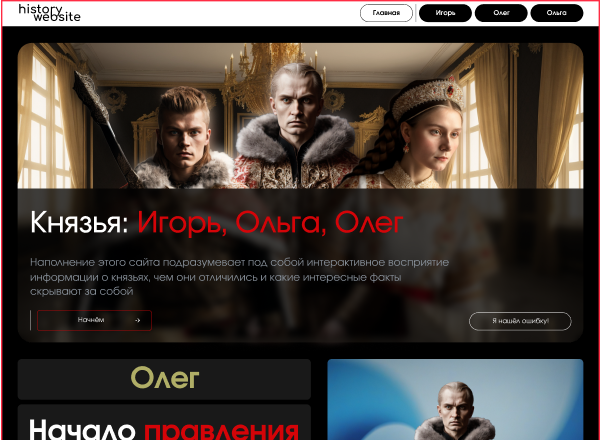 history
website
Главная
Игорь
Олег
Ольга
Князья: Игорь, Ольга, Олег
Наполнение этого сайта подразумевает под собой интерактивное восприятие
информации о князьях, чем они отличились и какие интересные факты
скрывают за собой
Начнём ->
Я нашёл ошибку!
Олег
Начало правления